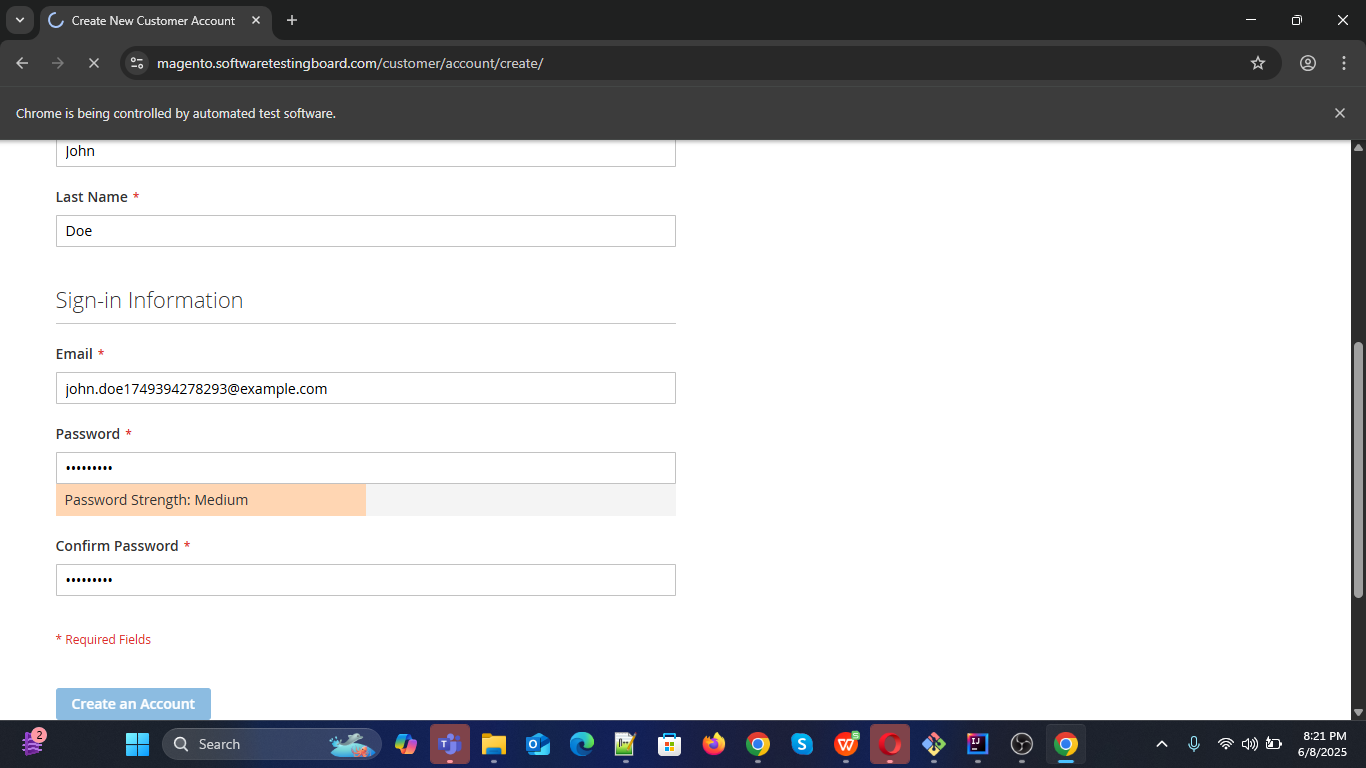 Create New Customer Account
magento.softwaretestingboard.com/customer/account/create/
Chrome is being controlled by automated test software.
John
Last Name *
Doe
Sign-in Information
Email *
john.doe1749394278293@example.com
Password *
•••••••••
Password Strength: Medium
Confirm Password *
•••••••••
* Required Fields
Create an Account
2
Search
8:21 PM
6/8/2025